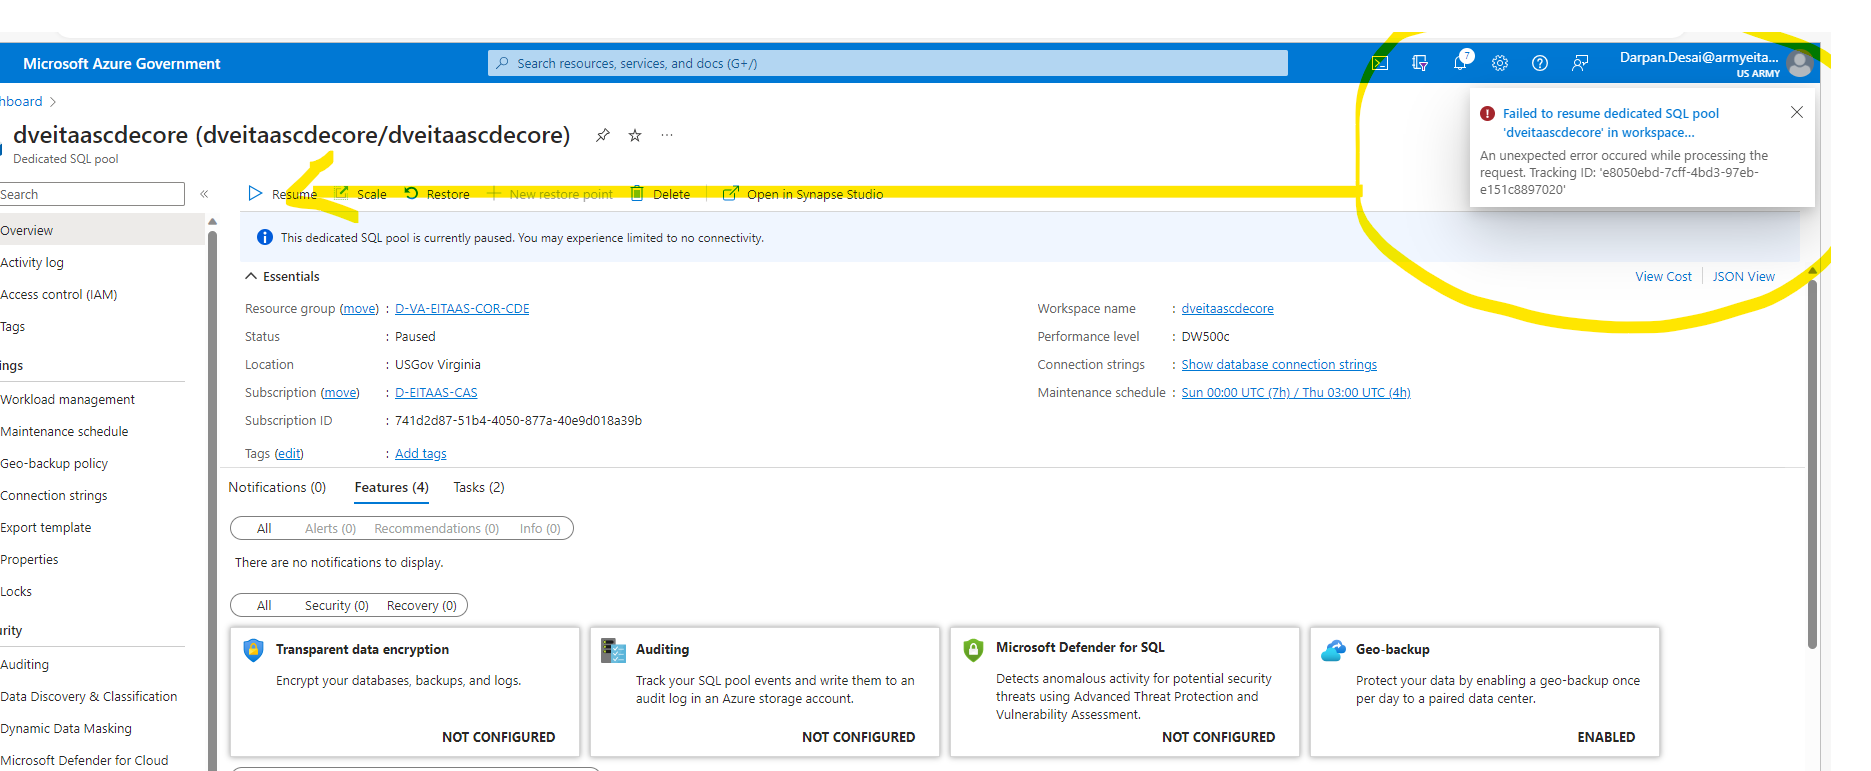 Microsoft Azure Government
Search resources, services, and docs (G+/)
7
Darpan.Desai@armyeita...
US ARMY
hboard >
dveitaascdecore (dveitaascdecore/dveitaascdecore)
...
Dedicated SQL pool
Failed to resume dedicated SQL pool
'dveitaascdecore' in workspace...
An unexpected error occured while processing the
request. Tracking ID: 'e8050ebd-7cff-4bd3-97eb-
e151c8897020'
Search
«
Resume
Scale
Restore
New restore point
Delete
Open in Synapse Studio
Overview
Activity log
Access control (IAM)
Tags
ings
Workload management
Maintenance schedule
Geo-backup policy
Connection strings
Export template
Properties
Locks
urity
Auditing
Data Discovery & Classification
Dynamic Data Masking
Microsoft Defender for Cloud
This dedicated SQL pool is currently paused. You may experience limited to no connectivity.
Essentials
View Cost
JSON View
Resource group (move) : D-VA-EITAAS-COR-CDE
Status : Paused
Location : USGov Virginia
Subscription (move) : D-EITAAS-CAS
Subscription ID : 741d2d87-51b4-4050-877a-40e9d018a39b
Tags (edit) : Add tags
Workspace name : dveitaascdecore
Performance level : DW500c
Connection strings : Show database connection strings
Maintenance schedule : Sun 00:00 UTC (7h) / Thu 03:00 UTC (4h)
Notifications (0) Features (4) Tasks (2)
All Alerts (0) Recommendations (0) Info (0)
There are no notifications to display.
All Security (0) Recovery (0)
Transparent data encryption
Encrypt your databases, backups, and logs.
NOT CONFIGURED
Auditing
Track your SQL pool events and write them to an
audit log in an Azure storage account.
NOT CONFIGURED
Microsoft Defender for SQL
Detects anomalous activity for potential security
threats using Advanced Threat Protection and
Vulnerability Assessment.
NOT CONFIGURED
Geo-backup
Protect your data by enabling a geo-backup once
per day to a paired data center.
ENABLED